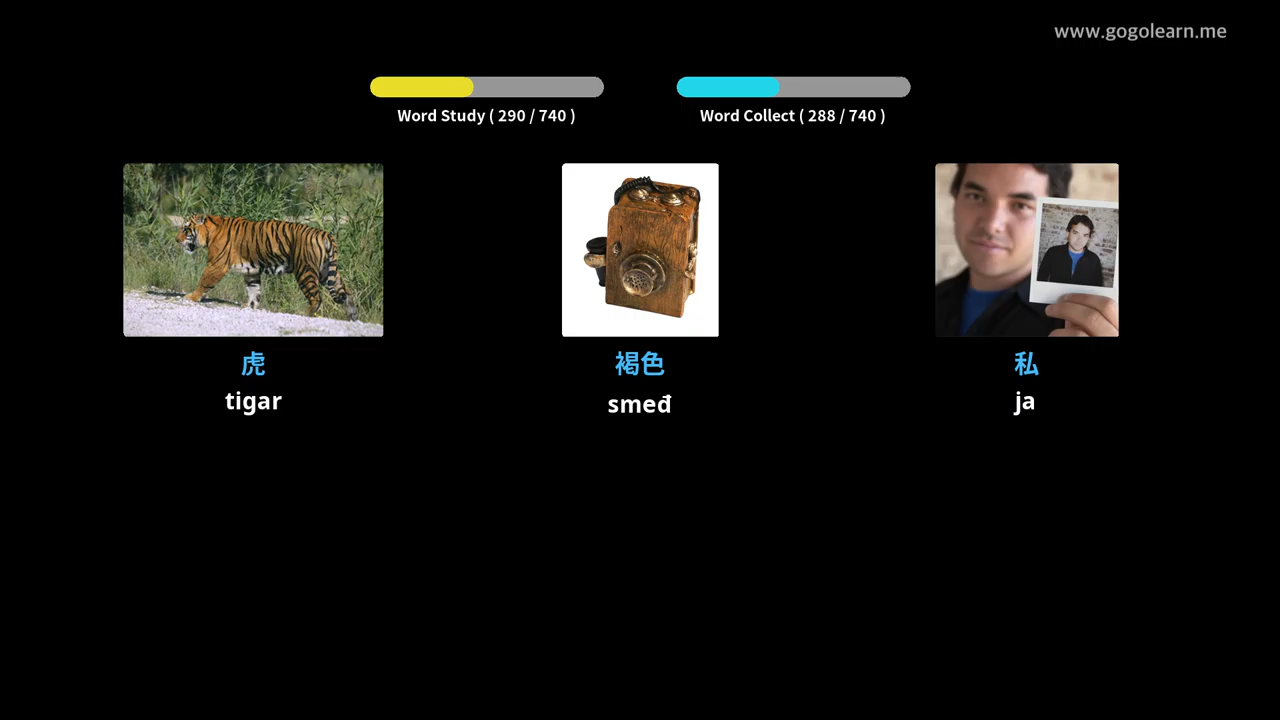 www.gogolearn.me
Word Study ( 290 / 740 )
Word Collect ( 288 / 740 )
虎
褐色
私
tigar
smeđ
ja